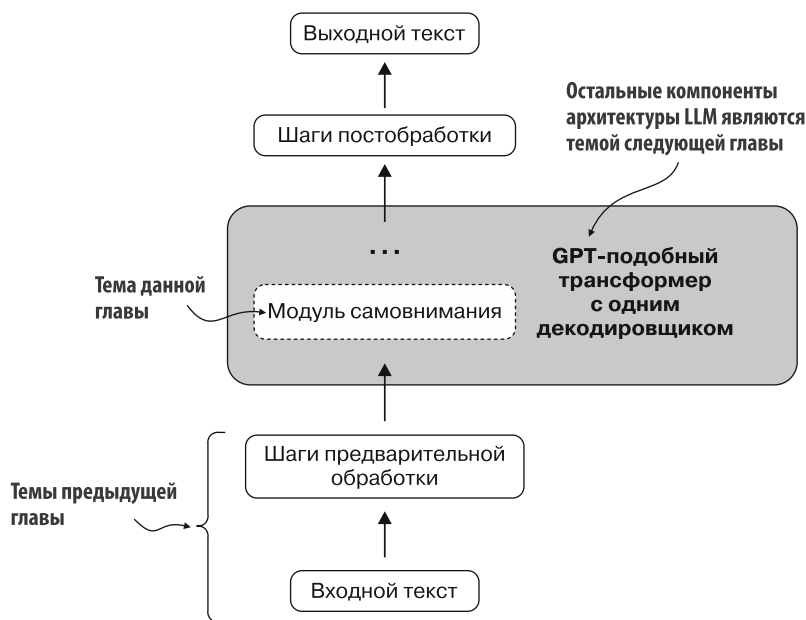 Выходной текст
Остальные компоненты
архитектуры LLM являются
темой следующей главы
Шаги постобработки
...
GPT-подобный
трансформер
с одним
декодировщиком
Тема данной
главы
Модуль самовнимания
Шаги предварительной
обработки
Темы предыдущей
главы
Входной текст